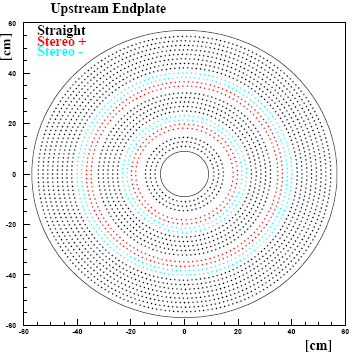 Upstream Endplate
[cm]
60
Straight
Stereo +
Stereo -
40
20
0
-20
-40
-60
-60 -40 -20 0 20 40 60
[cm]